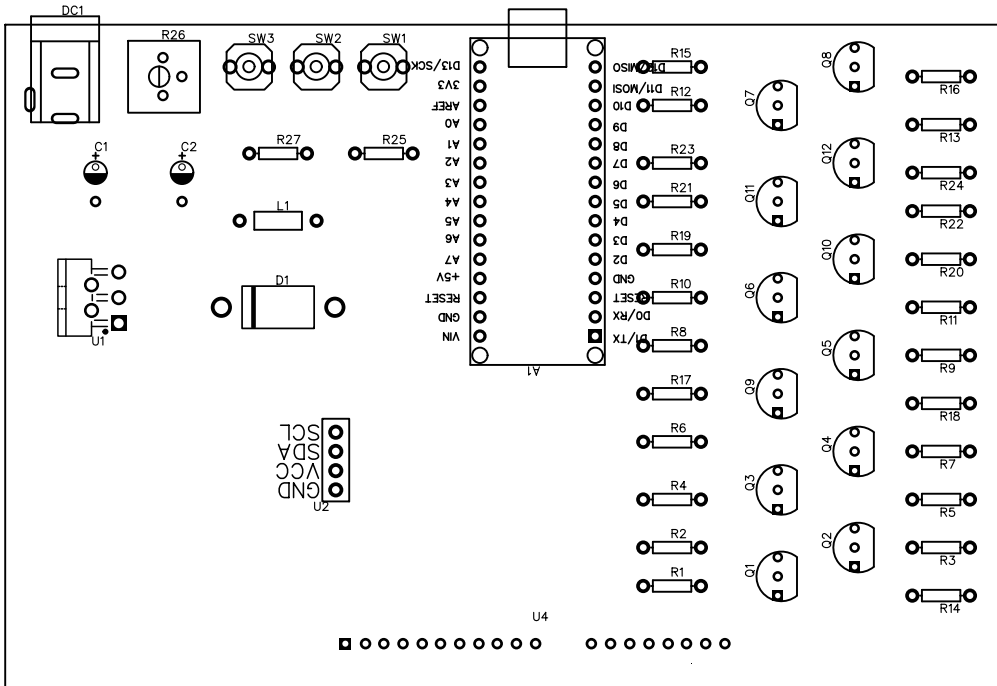 DC1
R26
SW3
SW2
SW1
C1
C2
R27
R25
L1
D1
U1
D13/SCK
3V3
AREF
A0
A1
A2
A3
A4
A5
A6
A7
+5V
RESET
GND
VIN
D12/MISO
D11/MOSI
D10
D9
D8
D7
D6
D5
D4
D3
D2
GND
RESET
D0/RX
D1/TX
A1
SCL
SDA
VCC
GND
U2
R15
R12
R23
R21
R19
R10
R8
R17
R6
R4
R2
R1
Q7
Q11
Q6
Q9
Q3
Q1
Q8
Q12
Q10
Q5
Q4
Q2
R16
R13
R24
R22
R20
R11
R9
R18
R7
R5
R3
R14
U4